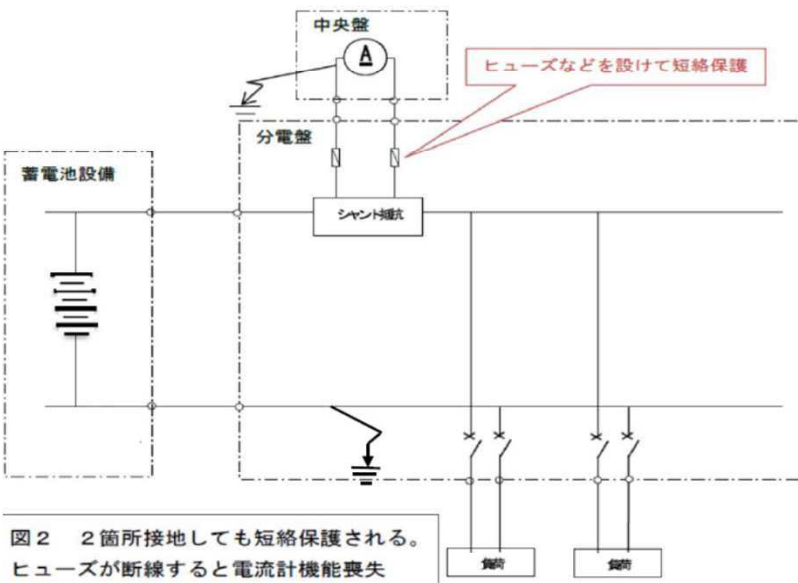 中央盤
A
ヒューズなどを設けて短絡保護
分電盤
蓄電池設備
シャント抵抗
図2 2箇所接地しても短絡保護される。
ヒューズが断線すると電流計機能喪失
負荷
負荷